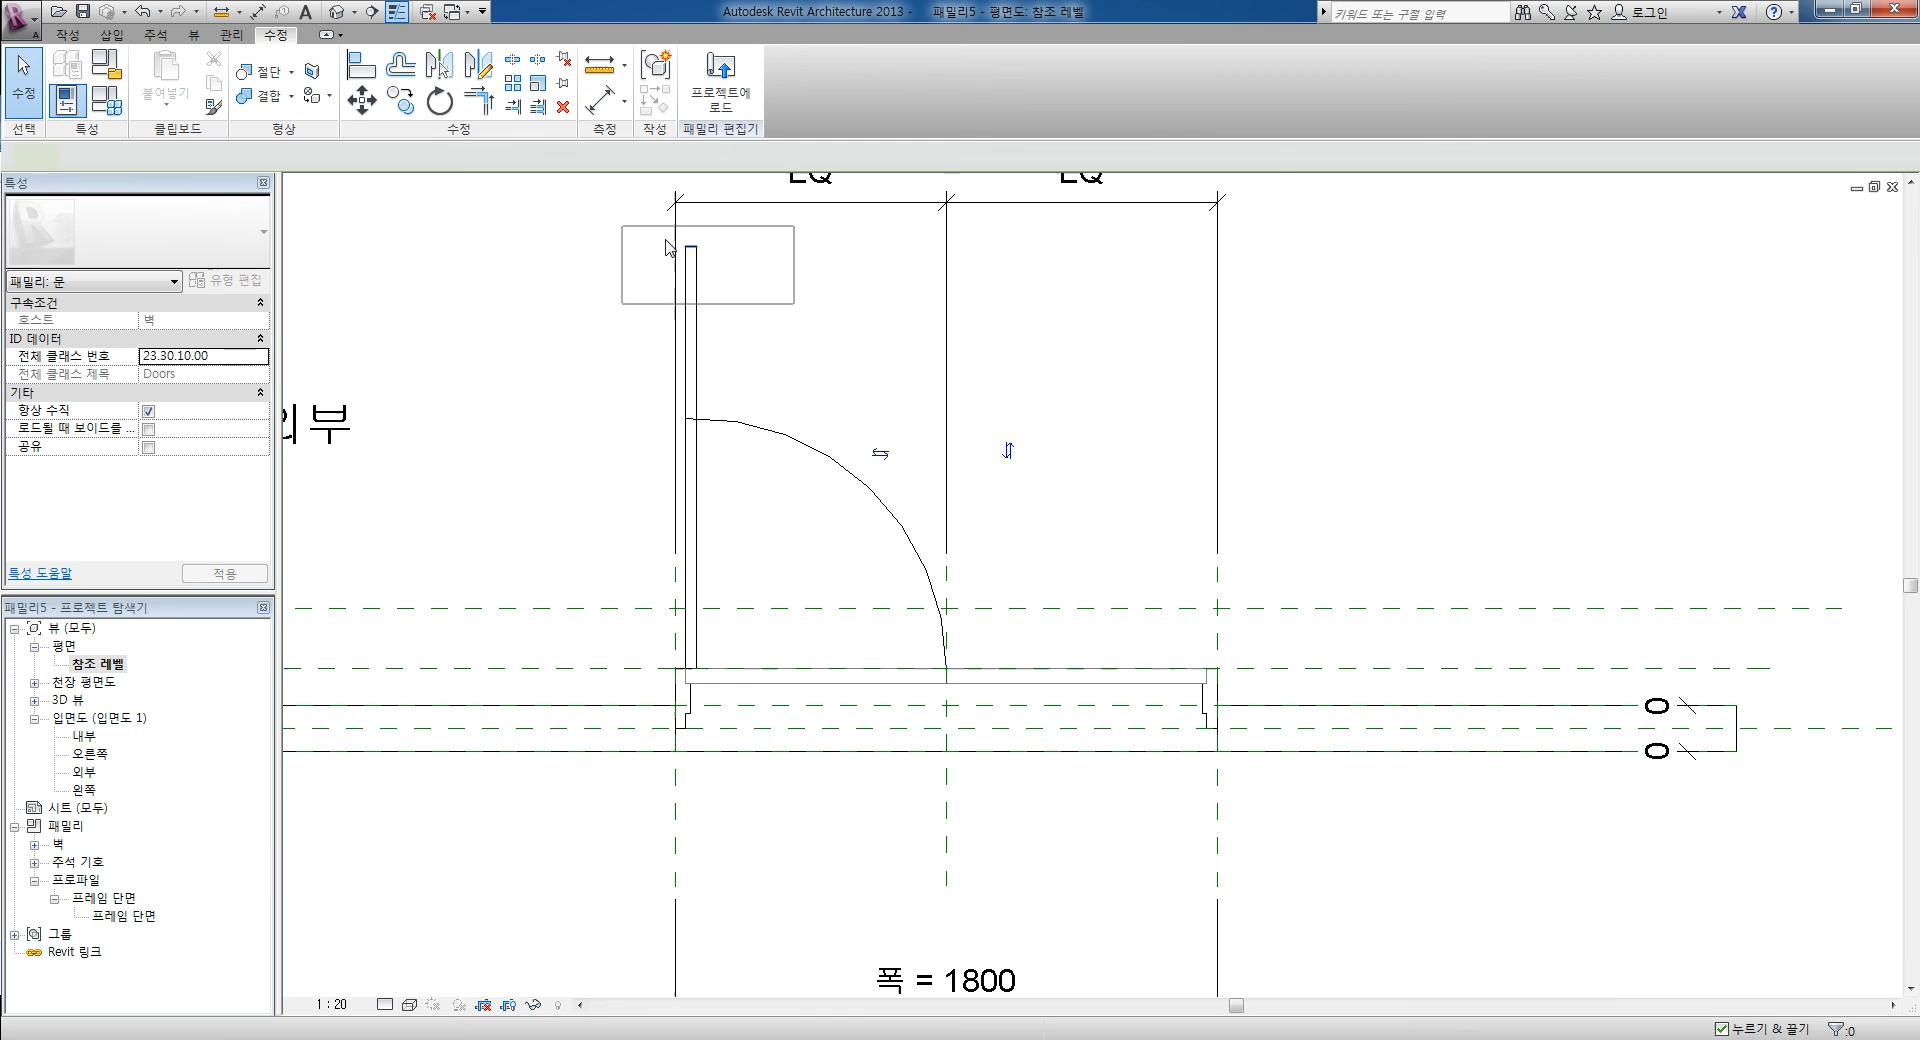 Autodesk Revit Architecture 2013 - 패밀리5 - 평면도: 참조 레벨
키워드 또는 구절 입력
로그인
작성 삽입 주석 뷰 관리 수정
수정
붙여넣기
절단
결합
프로젝트에
로드
선택 특성 클립보드 형상 수정 측정 작성 패밀리 편집기
특성
패밀리: 문
유형 편집
구속조건
호스트 벽
ID 데이터
전체 클래스 번호 23.30.10.00
전체 클래스 제목 Doors
기타
항상 수직
로드될 때 보이드를 ...
공유
특성 도움말 적용
패밀리5 - 프로젝트 탐색기
뷰 (모두)
평면
참조 레벨
천장 평면도
3D 뷰
입면도 (입면도 1)
내부
오른쪽
외부
왼쪽
시트 (모두)
패밀리
벽
주석 기호
프로파일
프레임 단면
프레임 단면
그룹
Revit 링크
EQ EQ
외부
0
0
폭 = 1800
1 : 20
누르기 & 끌기 :0